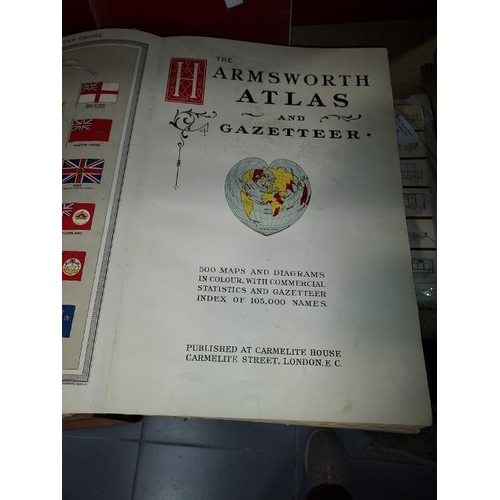 THE
HARMSWORTH
ATLAS
AND
GAZETTEER.
500 MAPS AND DIAGRAMS
IN COLOUR, WITH COMMERCIAL
STATISTICS AND GAZETTEER
INDEX OF 105,000 NAMES.
PUBLISHED AT CARMELITE HOUSE
CARMELITE STREET, LONDON, E.C.
EMPIRE